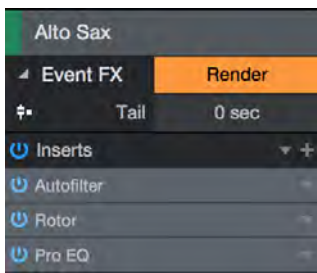 Alto Sax
Event FX Render
Tail 0 sec
Inserts
Autofilter
Rotor
Pro EQ